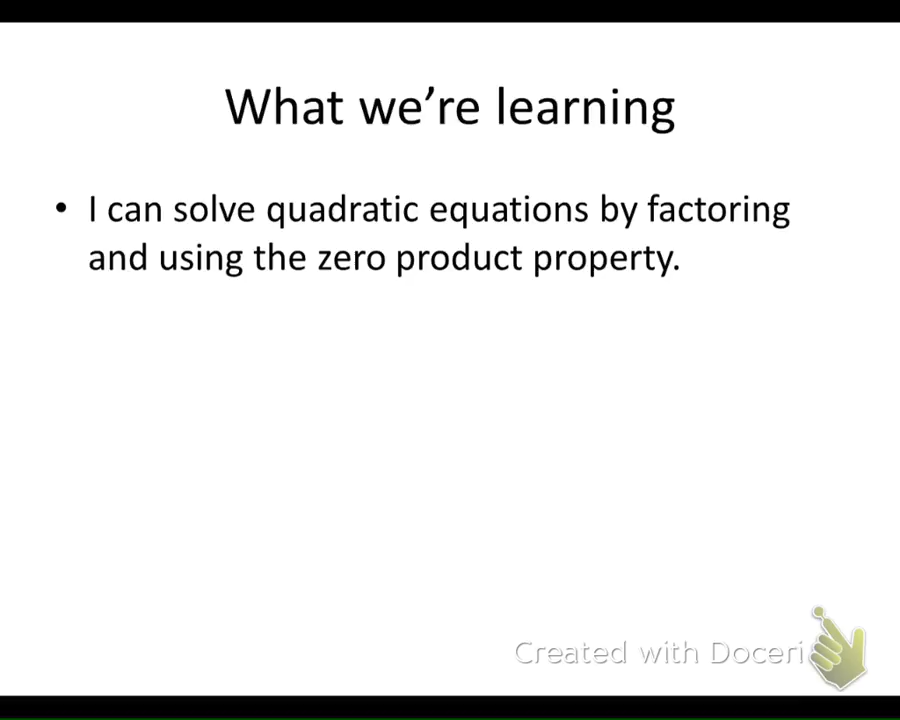 What we’re learning
• I can solve quadratic equations by factoring
and using the zero product property.
Created with Doceri